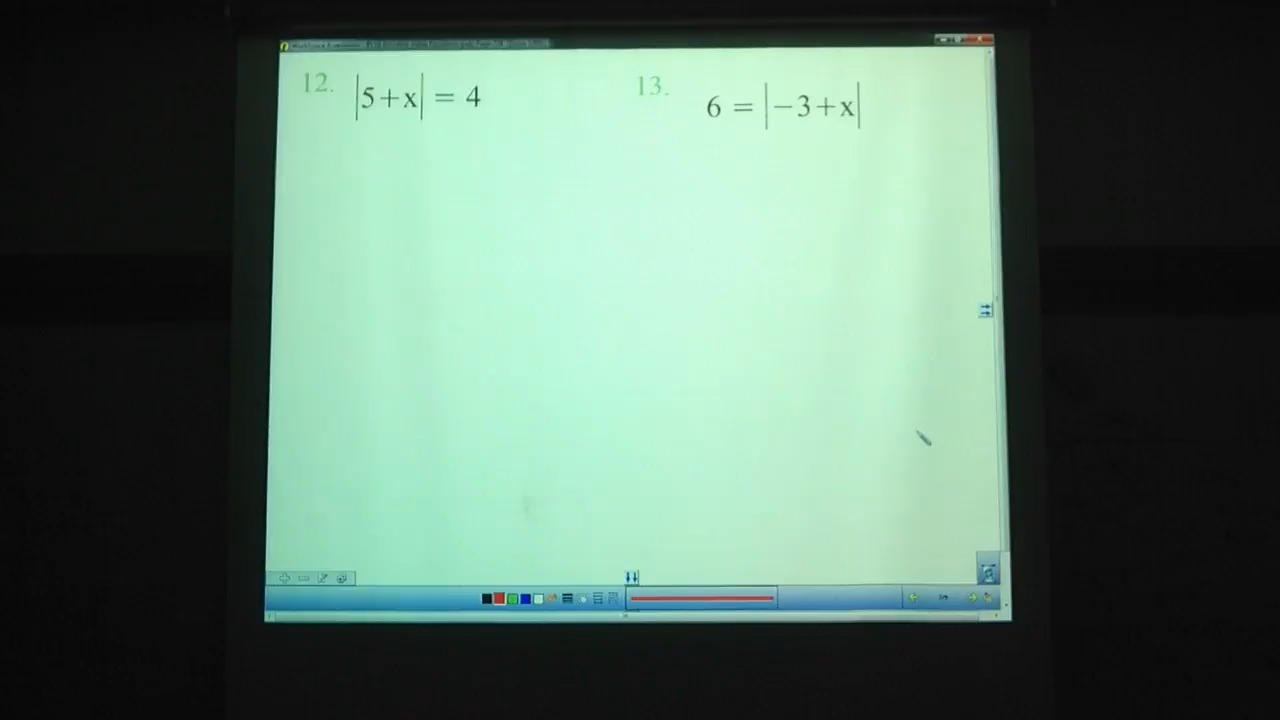 12. |5+x| = 4
13. 6 = |−3+x|